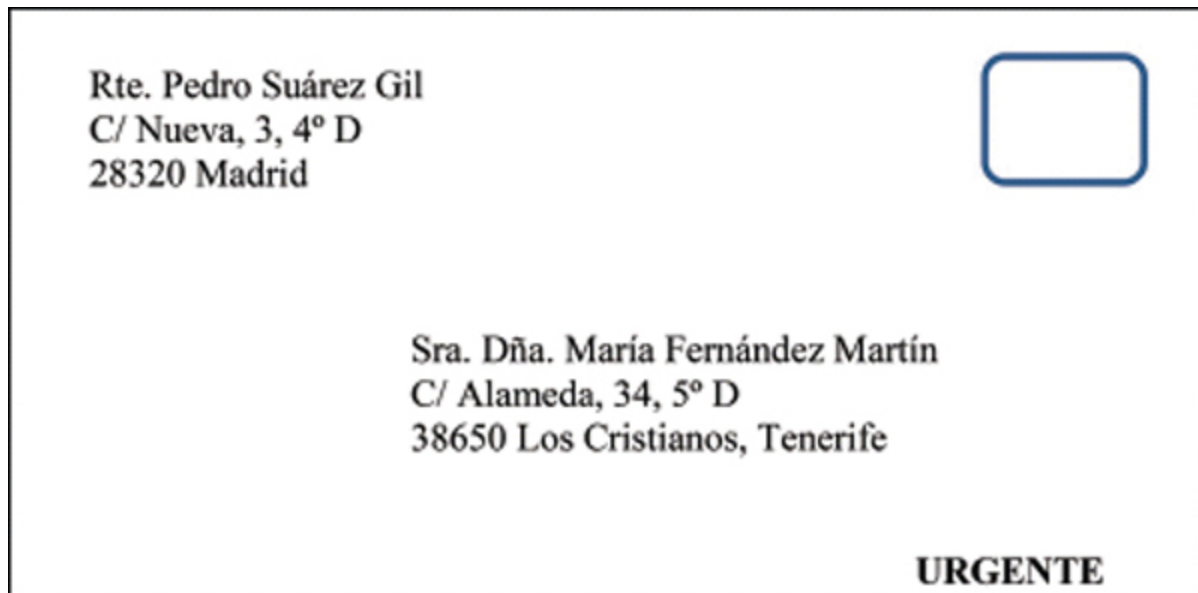 Rte. Pedro Suárez Gil
C/ Nueva, 3, 4º D
28320 Madrid
Sra. Dña. María Fernández Martín
C/ Alameda, 34, 5º D
38650 Los Cristianos, Tenerife
URGENTE